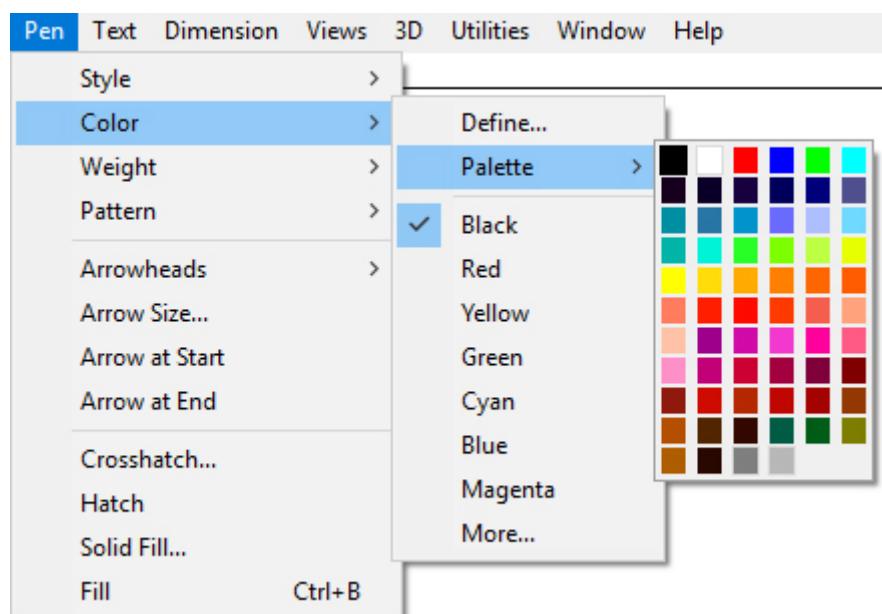 Pen Text Dimension Views 3D Utilities Window Help
Style
Color
Weight
Pattern
Arrowheads
Arrow Size...
Arrow at Start
Arrow at End
Crosshatch...
Hatch
Solid Fill...
Fill Ctrl+B
Define...
Palette
Black
Red
Yellow
Green
Cyan
Blue
Magenta
More...